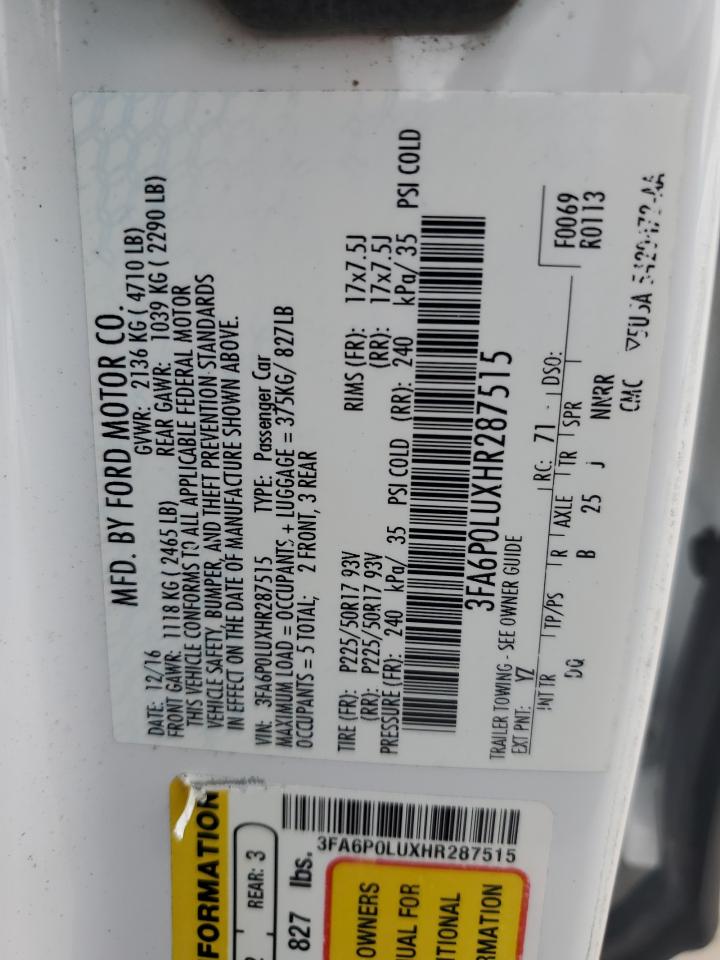 MFD. BY FORD MOTOR CO.
DATE: 12/16 GVWR: 2136 KG ( 4710 LB)
FRONT GAWR: 1118 KG ( 2465 LB) REAR GAWR: 1039 KG ( 2290 LB)
THIS VEHICLE CONFORMS TO ALL APPLICABLE FEDERAL MOTOR
VEHICLE SAFETY, BUMPER, AND THEFT PREVENTION STANDARDS
IN EFFECT ON THE DATE OF MANUFACTURE SHOWN ABOVE.
VIN: 3FA6P0LUXHR287515 TYPE: Passenger Car
MAXIMUM LOAD = OCCUPANTS + LUGGAGE = 375KG/ 827LB
OCCUPANTS = 5 TOTAL; 2 FRONT, 3 REAR
TIRE (FR): P225/50R17 93V RIMS (FR): 17x7.5J
(RR): P225/50R17 93V (RR): 17x7.5J
PRESSURE (FR): 240 kPa/ 35 PSI COLD (RR): 240 kPa/ 35 PSI COLD
3FA6P0LUXHR287515
TRAILER TOWING - SEE OWNER GUIDE
EXT PNT: YZ RC: 71 DSO: F0069
INT TR TP/PS R AXLE TR SPR R0113
DQ B 25 J NNRR
CMC
FORMATION
REAR: 3
827 lbs.
3FA6P0LUXHR287515
OWNERS
UAL FOR
ITIONAL
RMATION